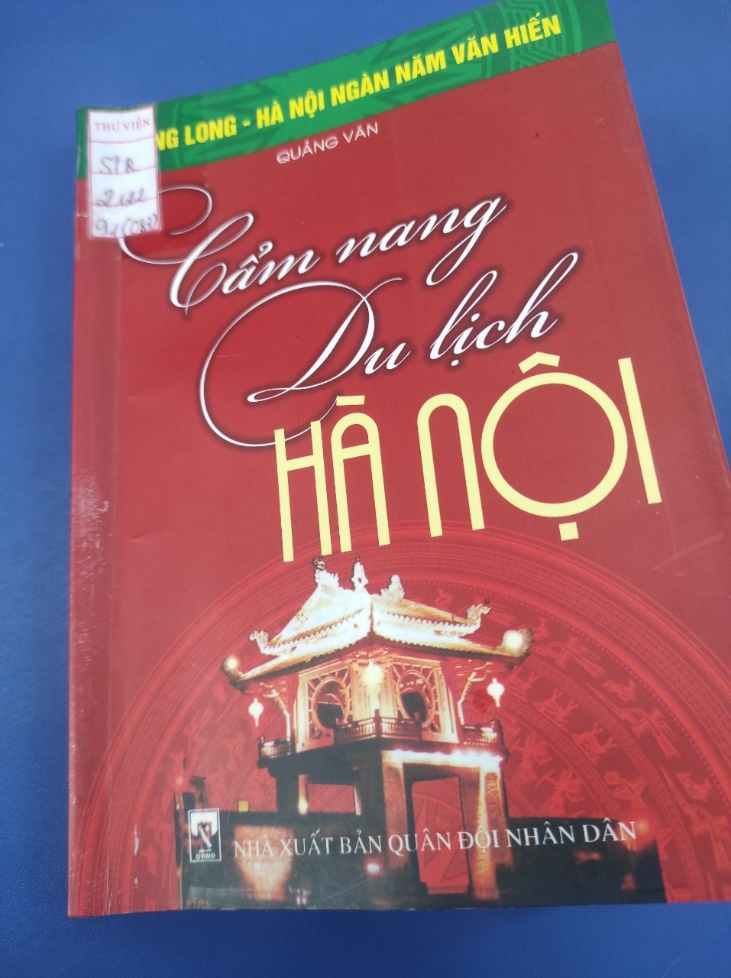 NG LONG - HÀ NỘI NGÀN NĂM VĂN HIẾN
QUẢNG VĂN
THƯ VIỆN
Cẩm nang
Du lịch
HÀ NỘI
QĐND
NHÀ XUẤT BẢN QUÂN ĐỘI NHÂN DÂN